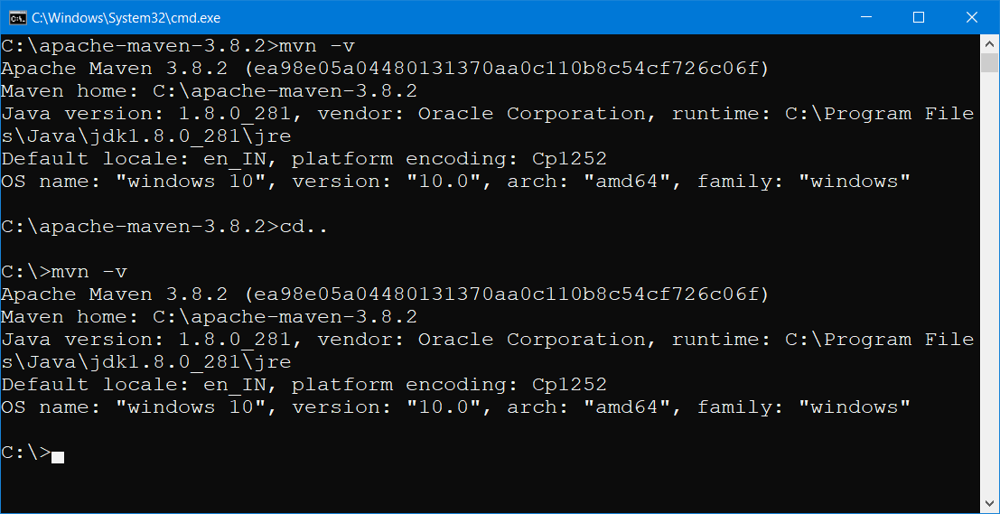 C:\Windows\System32\cmd.exe
C:\apache-maven-3.8.2>mvn -v
Apache Maven 3.8.2 (ea98e05a04480131370aa0c110b8c54cf726c06f)
Maven home: C:\apache-maven-3.8.2
Java version: 1.8.0_281, vendor: Oracle Corporation, runtime: C:\Program File
s\Java\jdk1.8.0_281\jre
Default locale: en_IN, platform encoding: Cp1252
OS name: "windows 10", version: "10.0", arch: "amd64", family: "windows"
C:\apache-maven-3.8.2>cd..
C:\>mvn -v
Apache Maven 3.8.2 (ea98e05a04480131370aa0c110b8c54cf726c06f)
Maven home: C:\apache-maven-3.8.2
Java version: 1.8.0_281, vendor: Oracle Corporation, runtime: C:\Program File
s\Java\jdk1.8.0_281\jre
Default locale: en_IN, platform encoding: Cp1252
OS name: "windows 10", version: "10.0", arch: "amd64", family: "windows"
C:\>